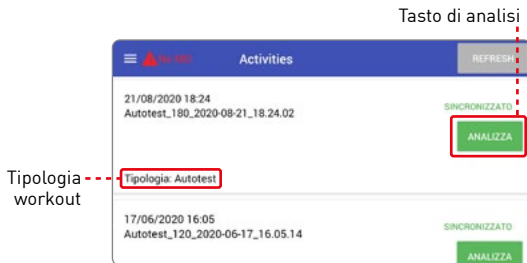 Tasto di analisi
Activities
REFRESH
21/08/2020 18:24
Autotest_180_2020-08-21_18.24.02
SINCRONIZZATO
ANALIZZA
Tipologia workout
Tipologia: Autotest
17/06/2020 16:05
Autotest_120_2020-06-17_16.05.14
SINCRONIZZATO
ANALIZZA